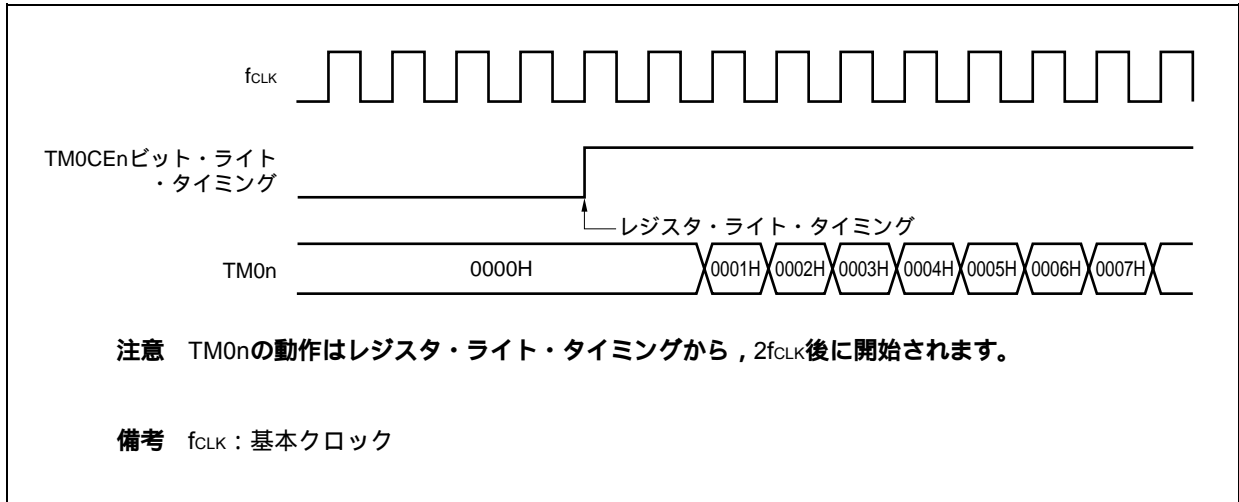 fCLK
TM0CEnビット・ライト
・タイミング
レジスタ・ライト・タイミング
TM0n
0000H
0001H
0002H
0003H
0004H
0005H
0006H
0007H
注意 TM0nの動作はレジスタ・ライト・タイミングから，2fCLK後に開始されます。
備考 fCLK：基本クロック